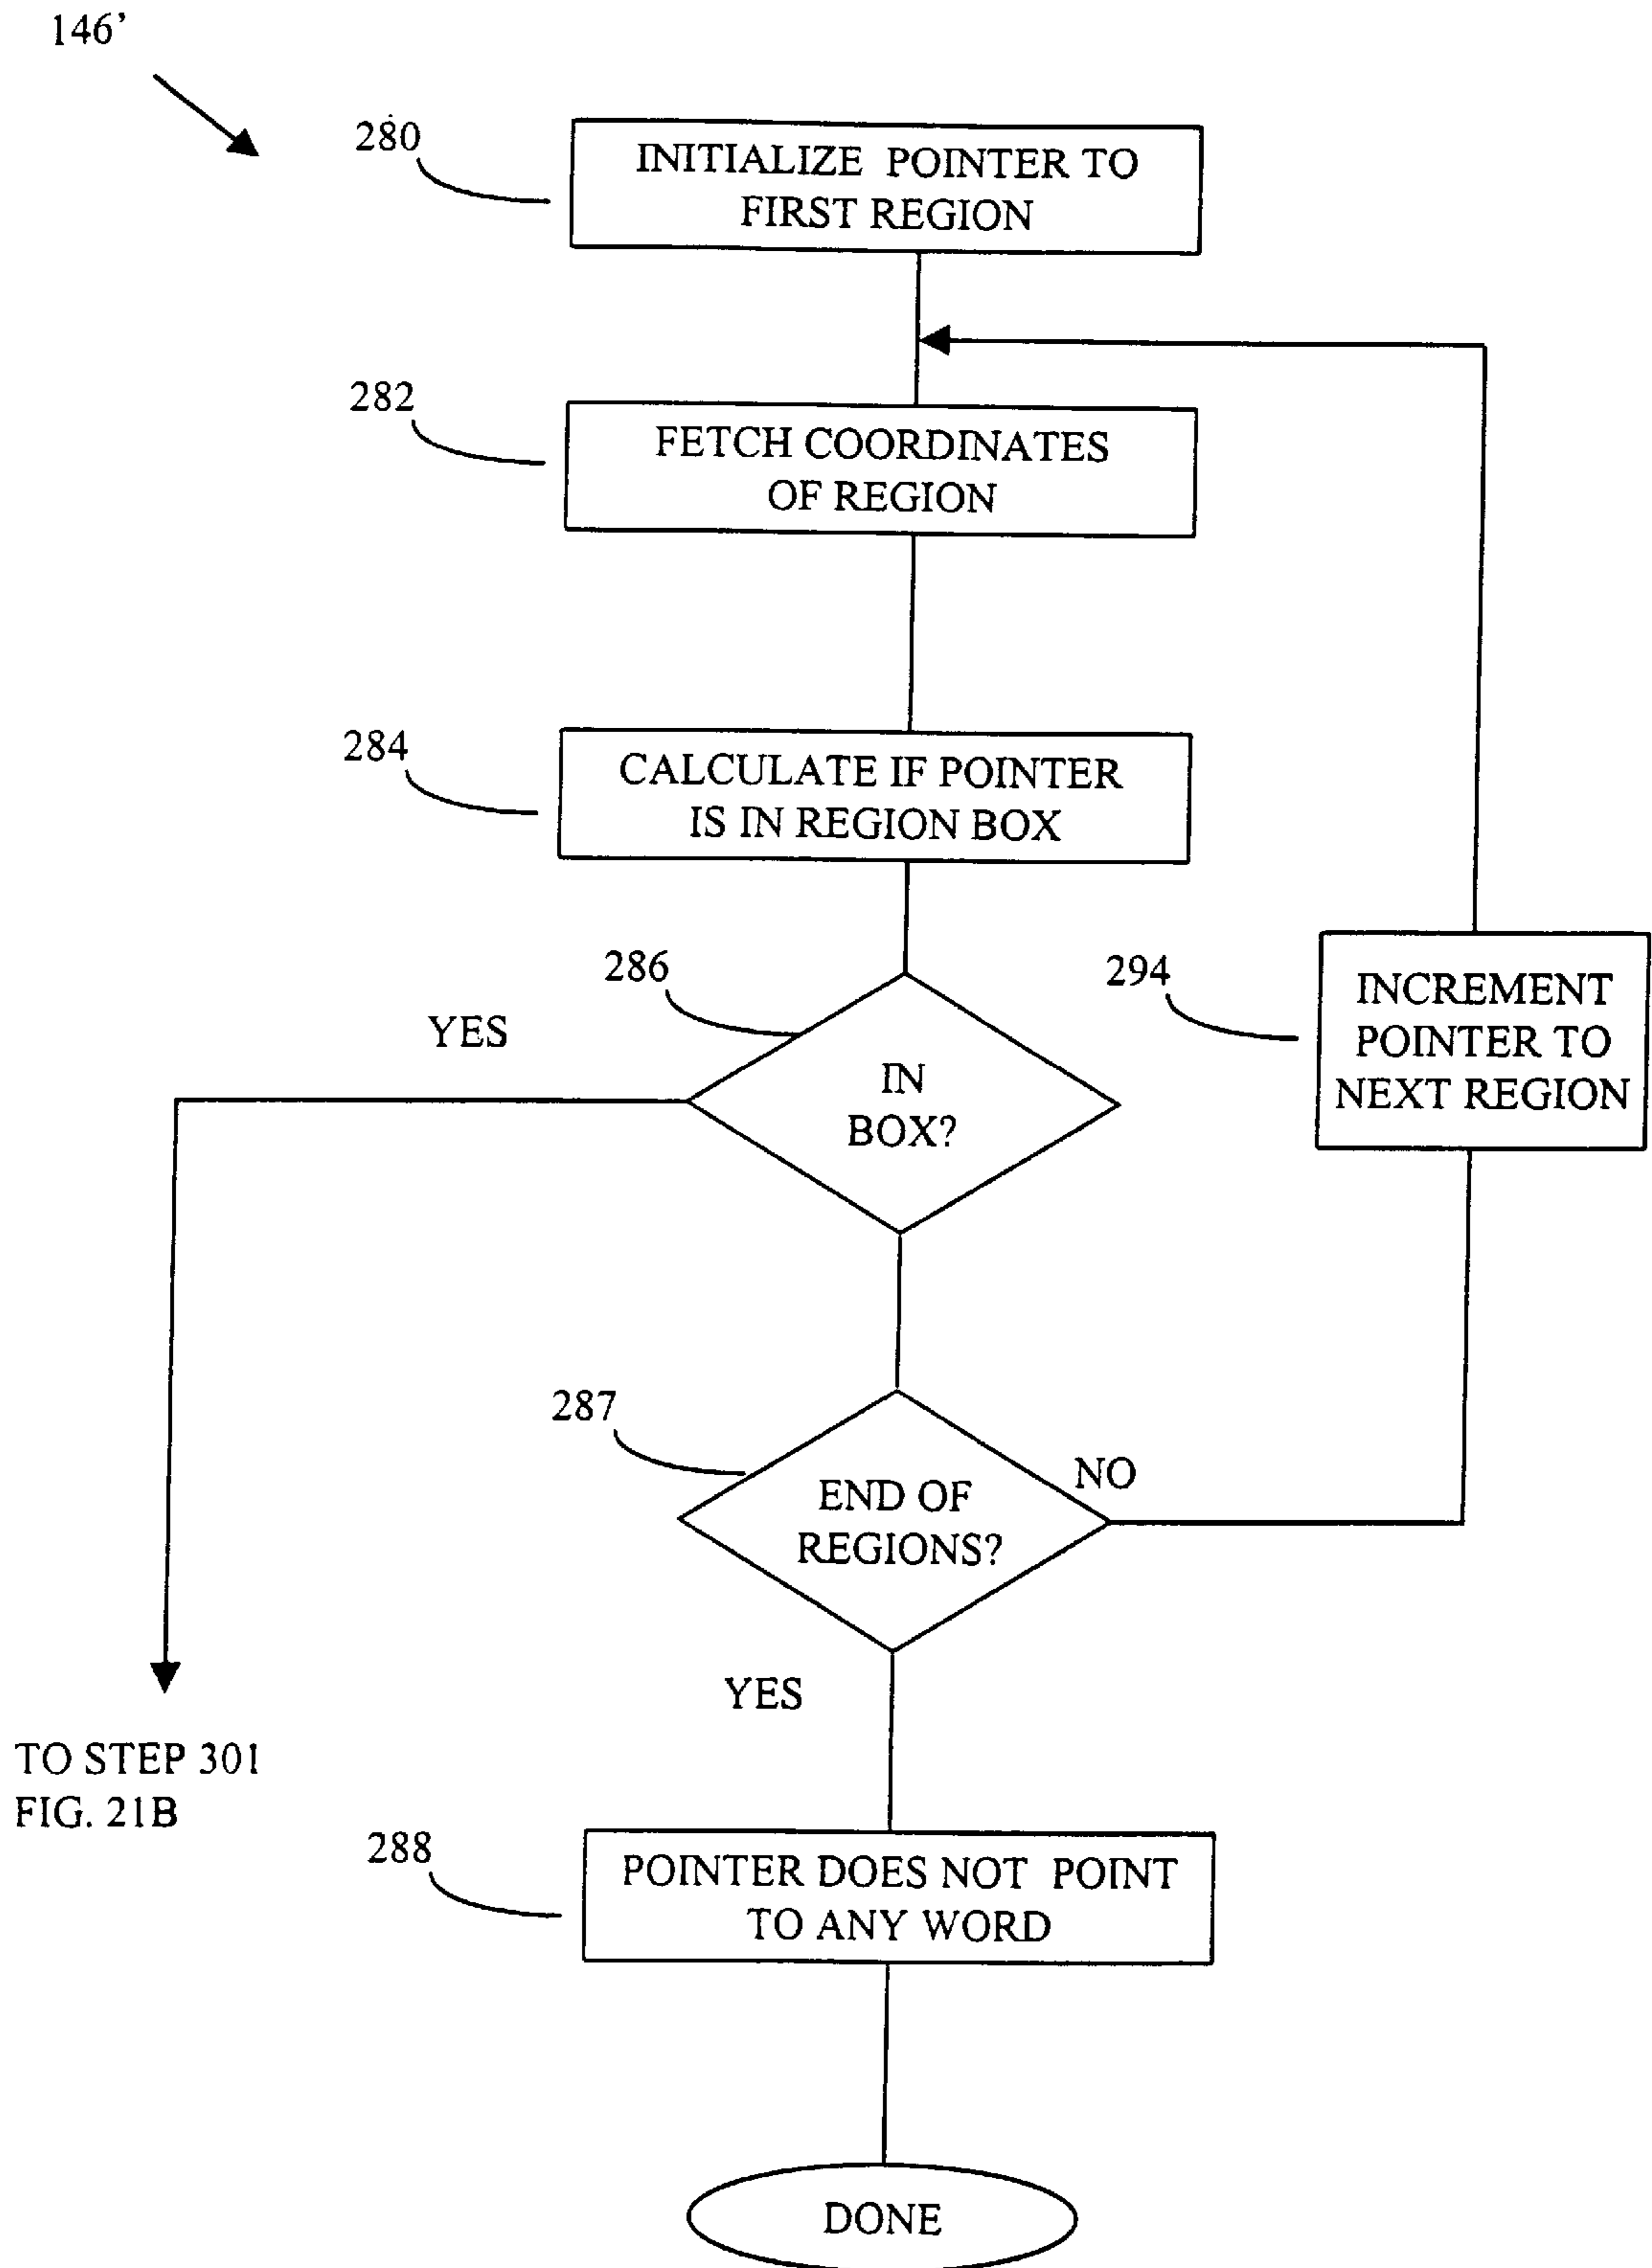 146’
280
INITIALIZE POINTER TO
FIRST REGION
282
FETCH COORDINATES
OF REGION
284
CALCULATE IF POINTER
IS IN REGION BOX
286
YES
IN
BOX?
294
INCREMENT
POINTER TO
NEXT REGION
287
END OF
REGIONS?
NO
YES
TO STEP 301
FIG. 21B
288
POINTER DOES NOT POINT
TO ANY WORD
DONE